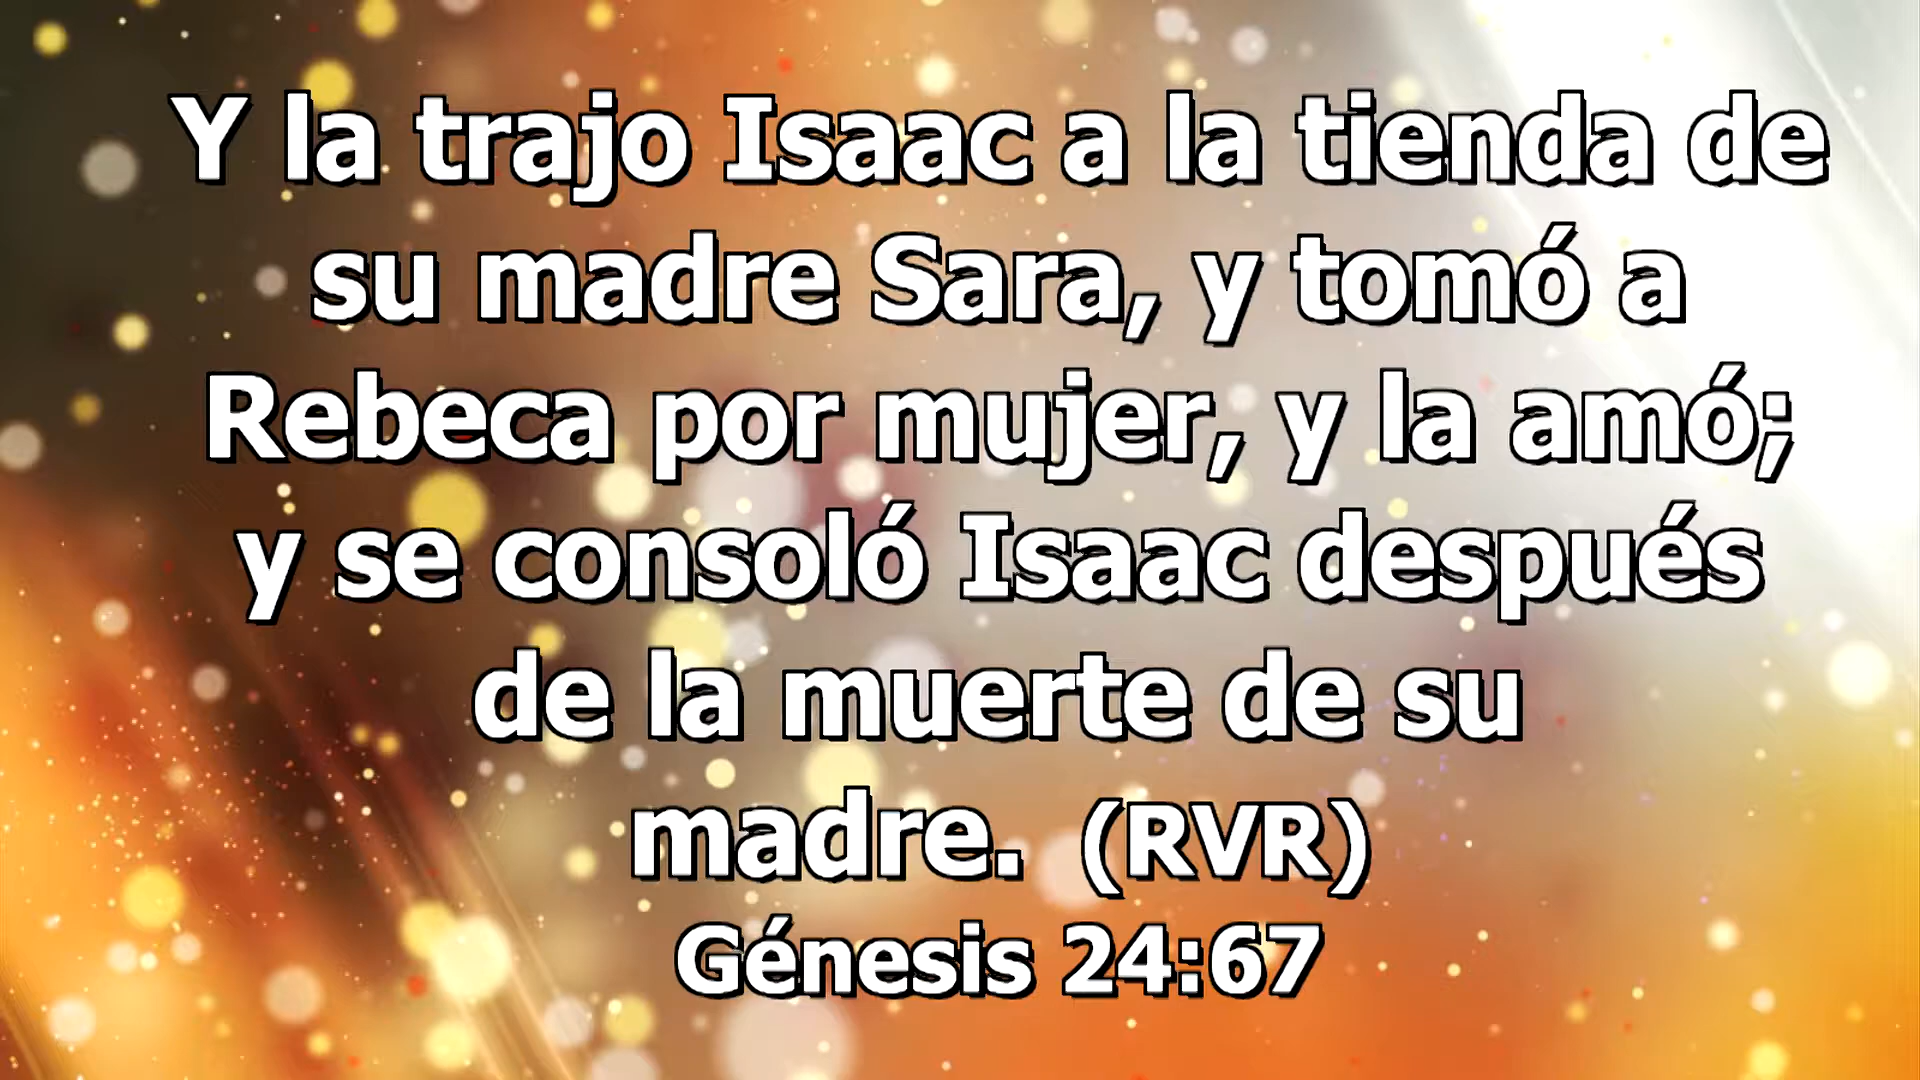 Y la trajo Isaac a la tienda de
su madre Sara, y tomó a
Rebeca por mujer, y la amó;
y se consoló Isaac después
de la muerte de su
madre. (RVR)
Génesis 24:67